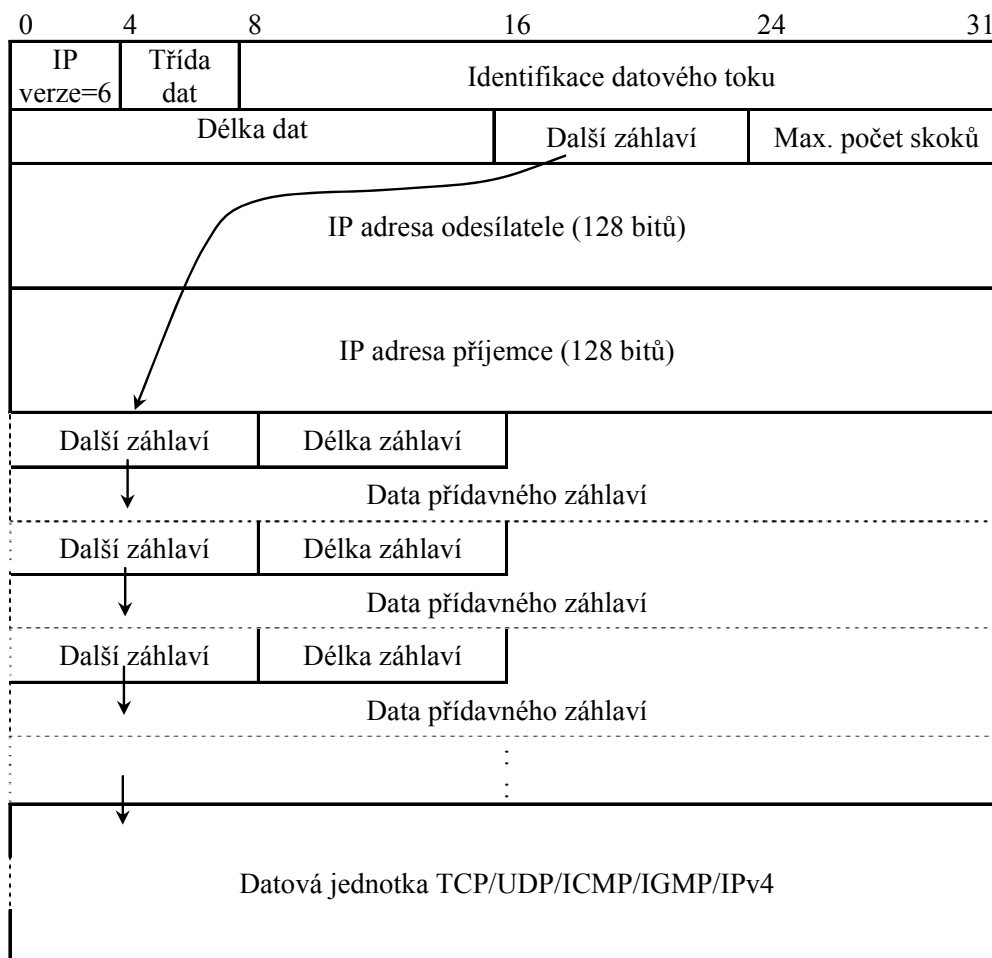 0 4 8 16 24 31
IP verze=6 Třída dat Identifikace datového toku
Délka dat Další záhlaví Max. počet skoků
IP adresa odesílatele (128 bitů)
IP adresa příjemce (128 bitů)
Další záhlaví Délka záhlaví
Data přídavného záhlaví
Další záhlaví Délka záhlaví
Data přídavného záhlaví
Další záhlaví Délka záhlaví
Data přídavného záhlaví
Datová jednotka TCP/UDP/ICMP/IGMP/IPv4